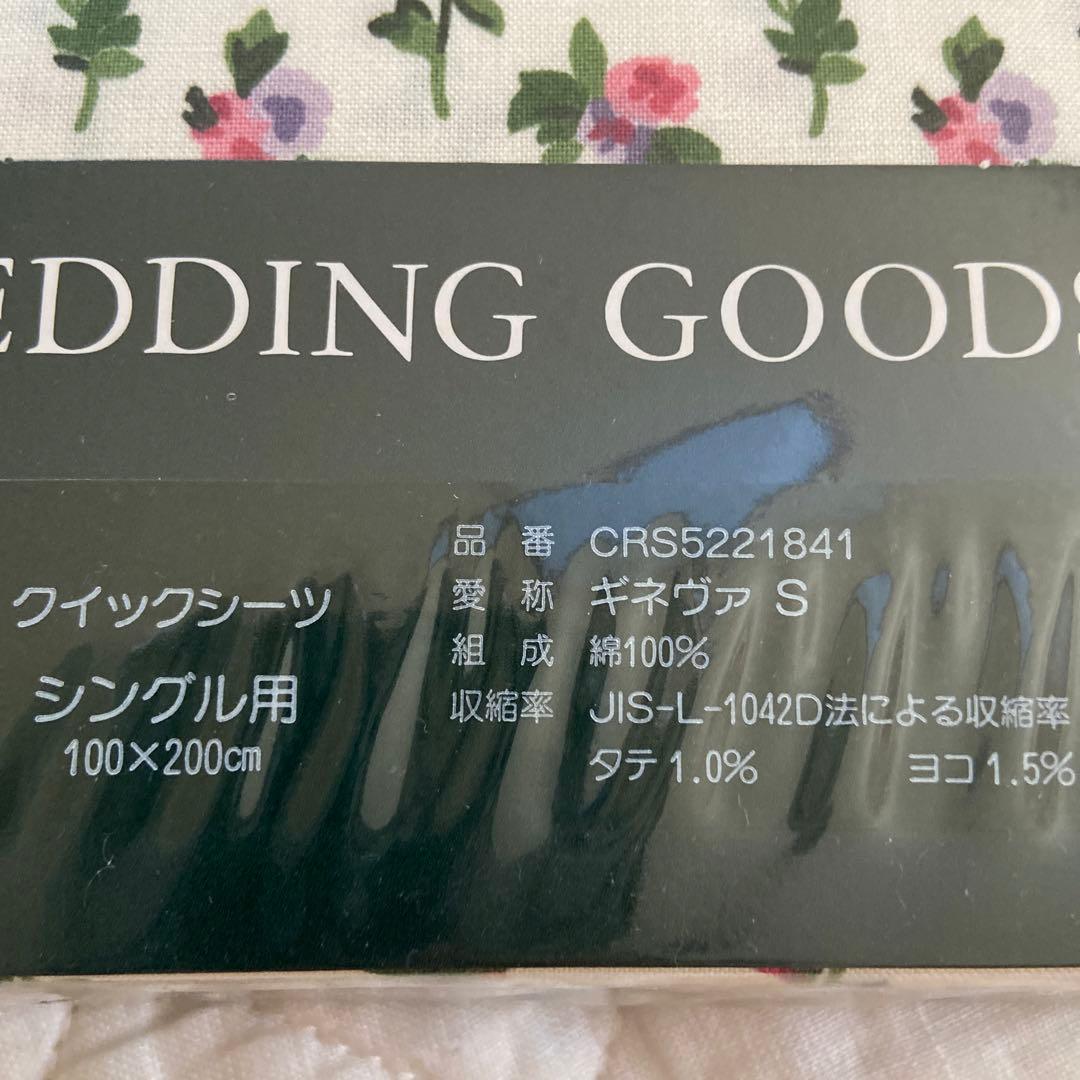 EDDING GOODS
クイックシーツ
シングル用
100×200cm
品番 CRS5221841
愛称 ギネヴァ S
組成 綿100%
収縮率 JIS-L-1042D法による収縮率
タテ1.0% ヨコ1.5%